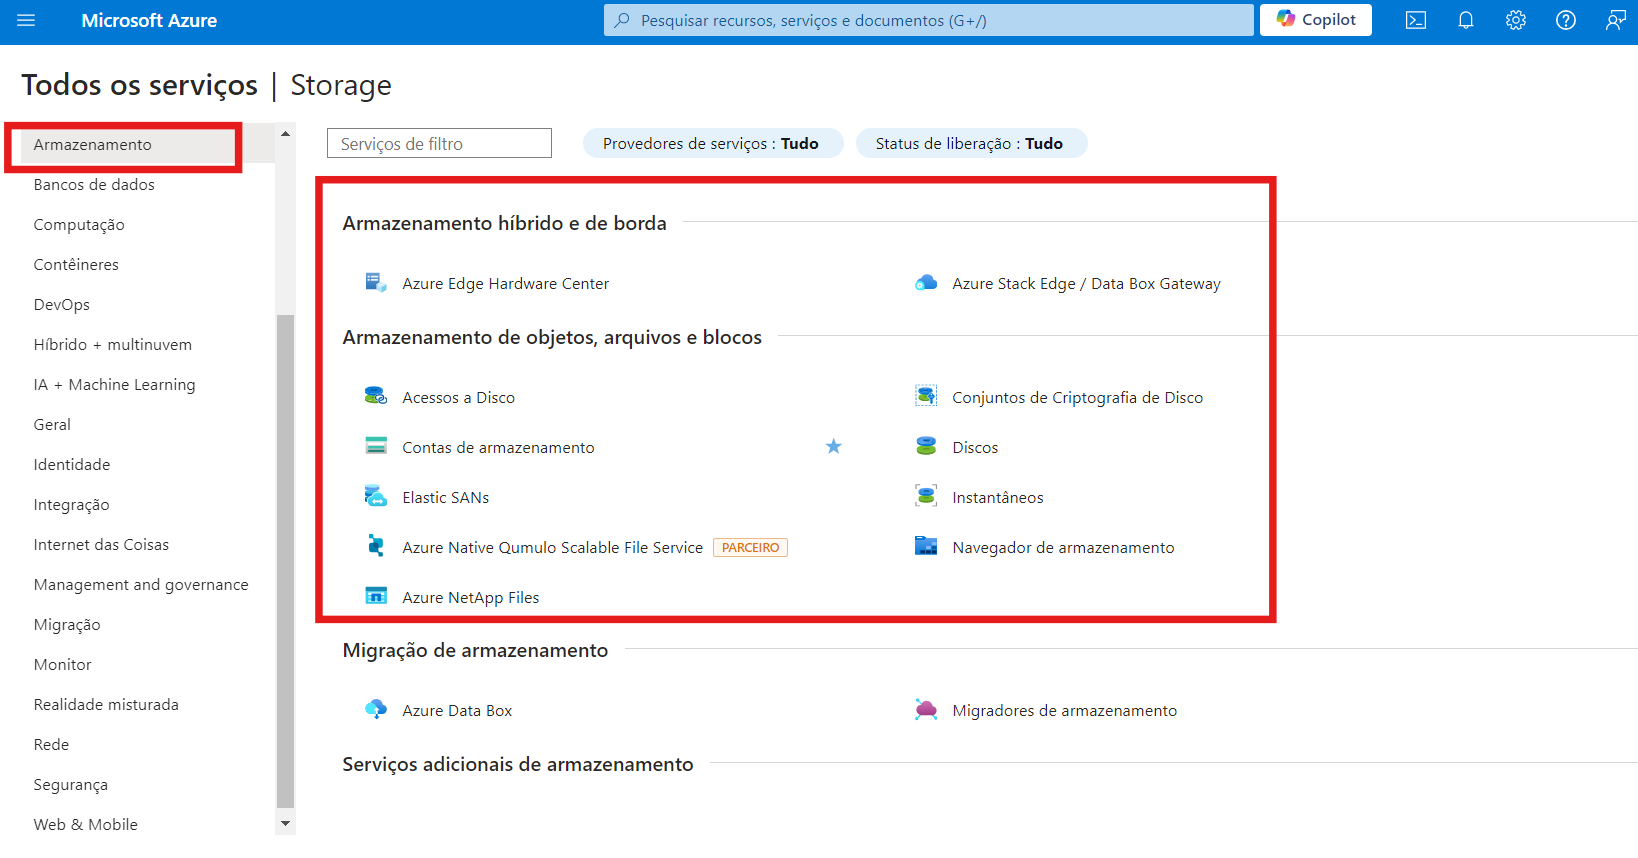 Microsoft Azure
Pesquisar recursos, serviços e documentos (G+/)
Copilot
Todos os serviços | Storage
Armazenamento
Bancos de dados
Computação
Contêineres
DevOps
Híbrido + multinuvem
IA + Machine Learning
Geral
Identidade
Integração
Internet das Coisas
Management and governance
Migração
Monitor
Realidade misturada
Rede
Segurança
Web & Mobile
Serviços de filtro
Provedores de serviços : Tudo
Status de liberação : Tudo
Armazenamento híbrido e de borda
Azure Edge Hardware Center
Azure Stack Edge / Data Box Gateway
Armazenamento de objetos, arquivos e blocos
Acessos a Disco
Conjuntos de Criptografia de Disco
Contas de armazenamento
Discos
Elastic SANs
Instantâneos
Azure Native Qumulo Scalable File Service PARCEIRO
Navegador de armazenamento
Azure NetApp Files
Migração de armazenamento
Azure Data Box
Migradores de armazenamento
Serviços adicionais de armazenamento